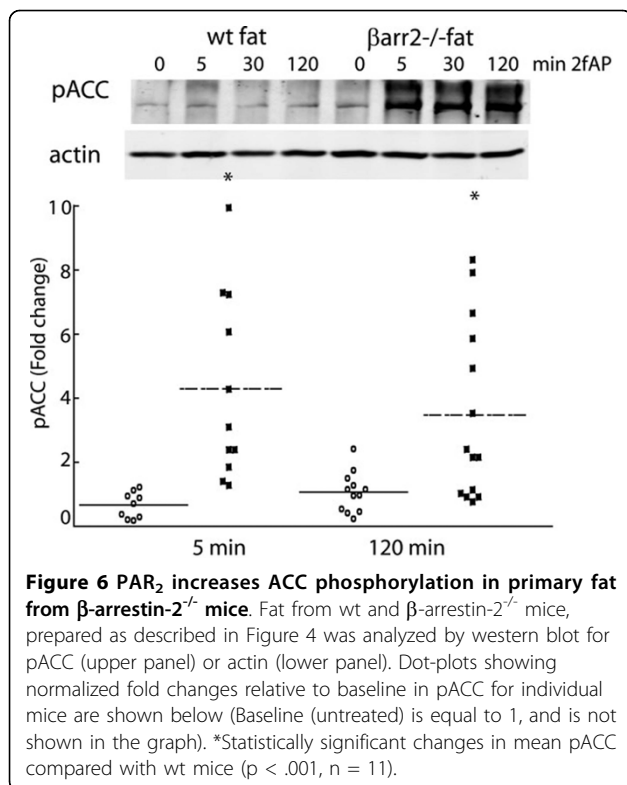 wt fat βarr2-/-fat
0 5 30 120 0 5 30 120 min 2fAP
pACC
actin
* *
10
8
6
4
2
0
pACC (Fold change)
5 min 120 min
Figure 6 PAR₂ increases ACC phosphorylation in primary fat
from β-arrestin-2⁻/⁻ mice. Fat from wt and β-arrestin-2⁻/⁻ mice,
prepared as described in Figure 4 was analyzed by western blot for
pACC (upper panel) or actin (lower panel). Dot-plots showing
normalized fold changes relative to baseline in pACC for individual
mice are shown below (Baseline (untreated) is equal to 1, and is not
shown in the graph). *Statistically significant changes in mean pACC
compared with wt mice (p < .001, n = 11).